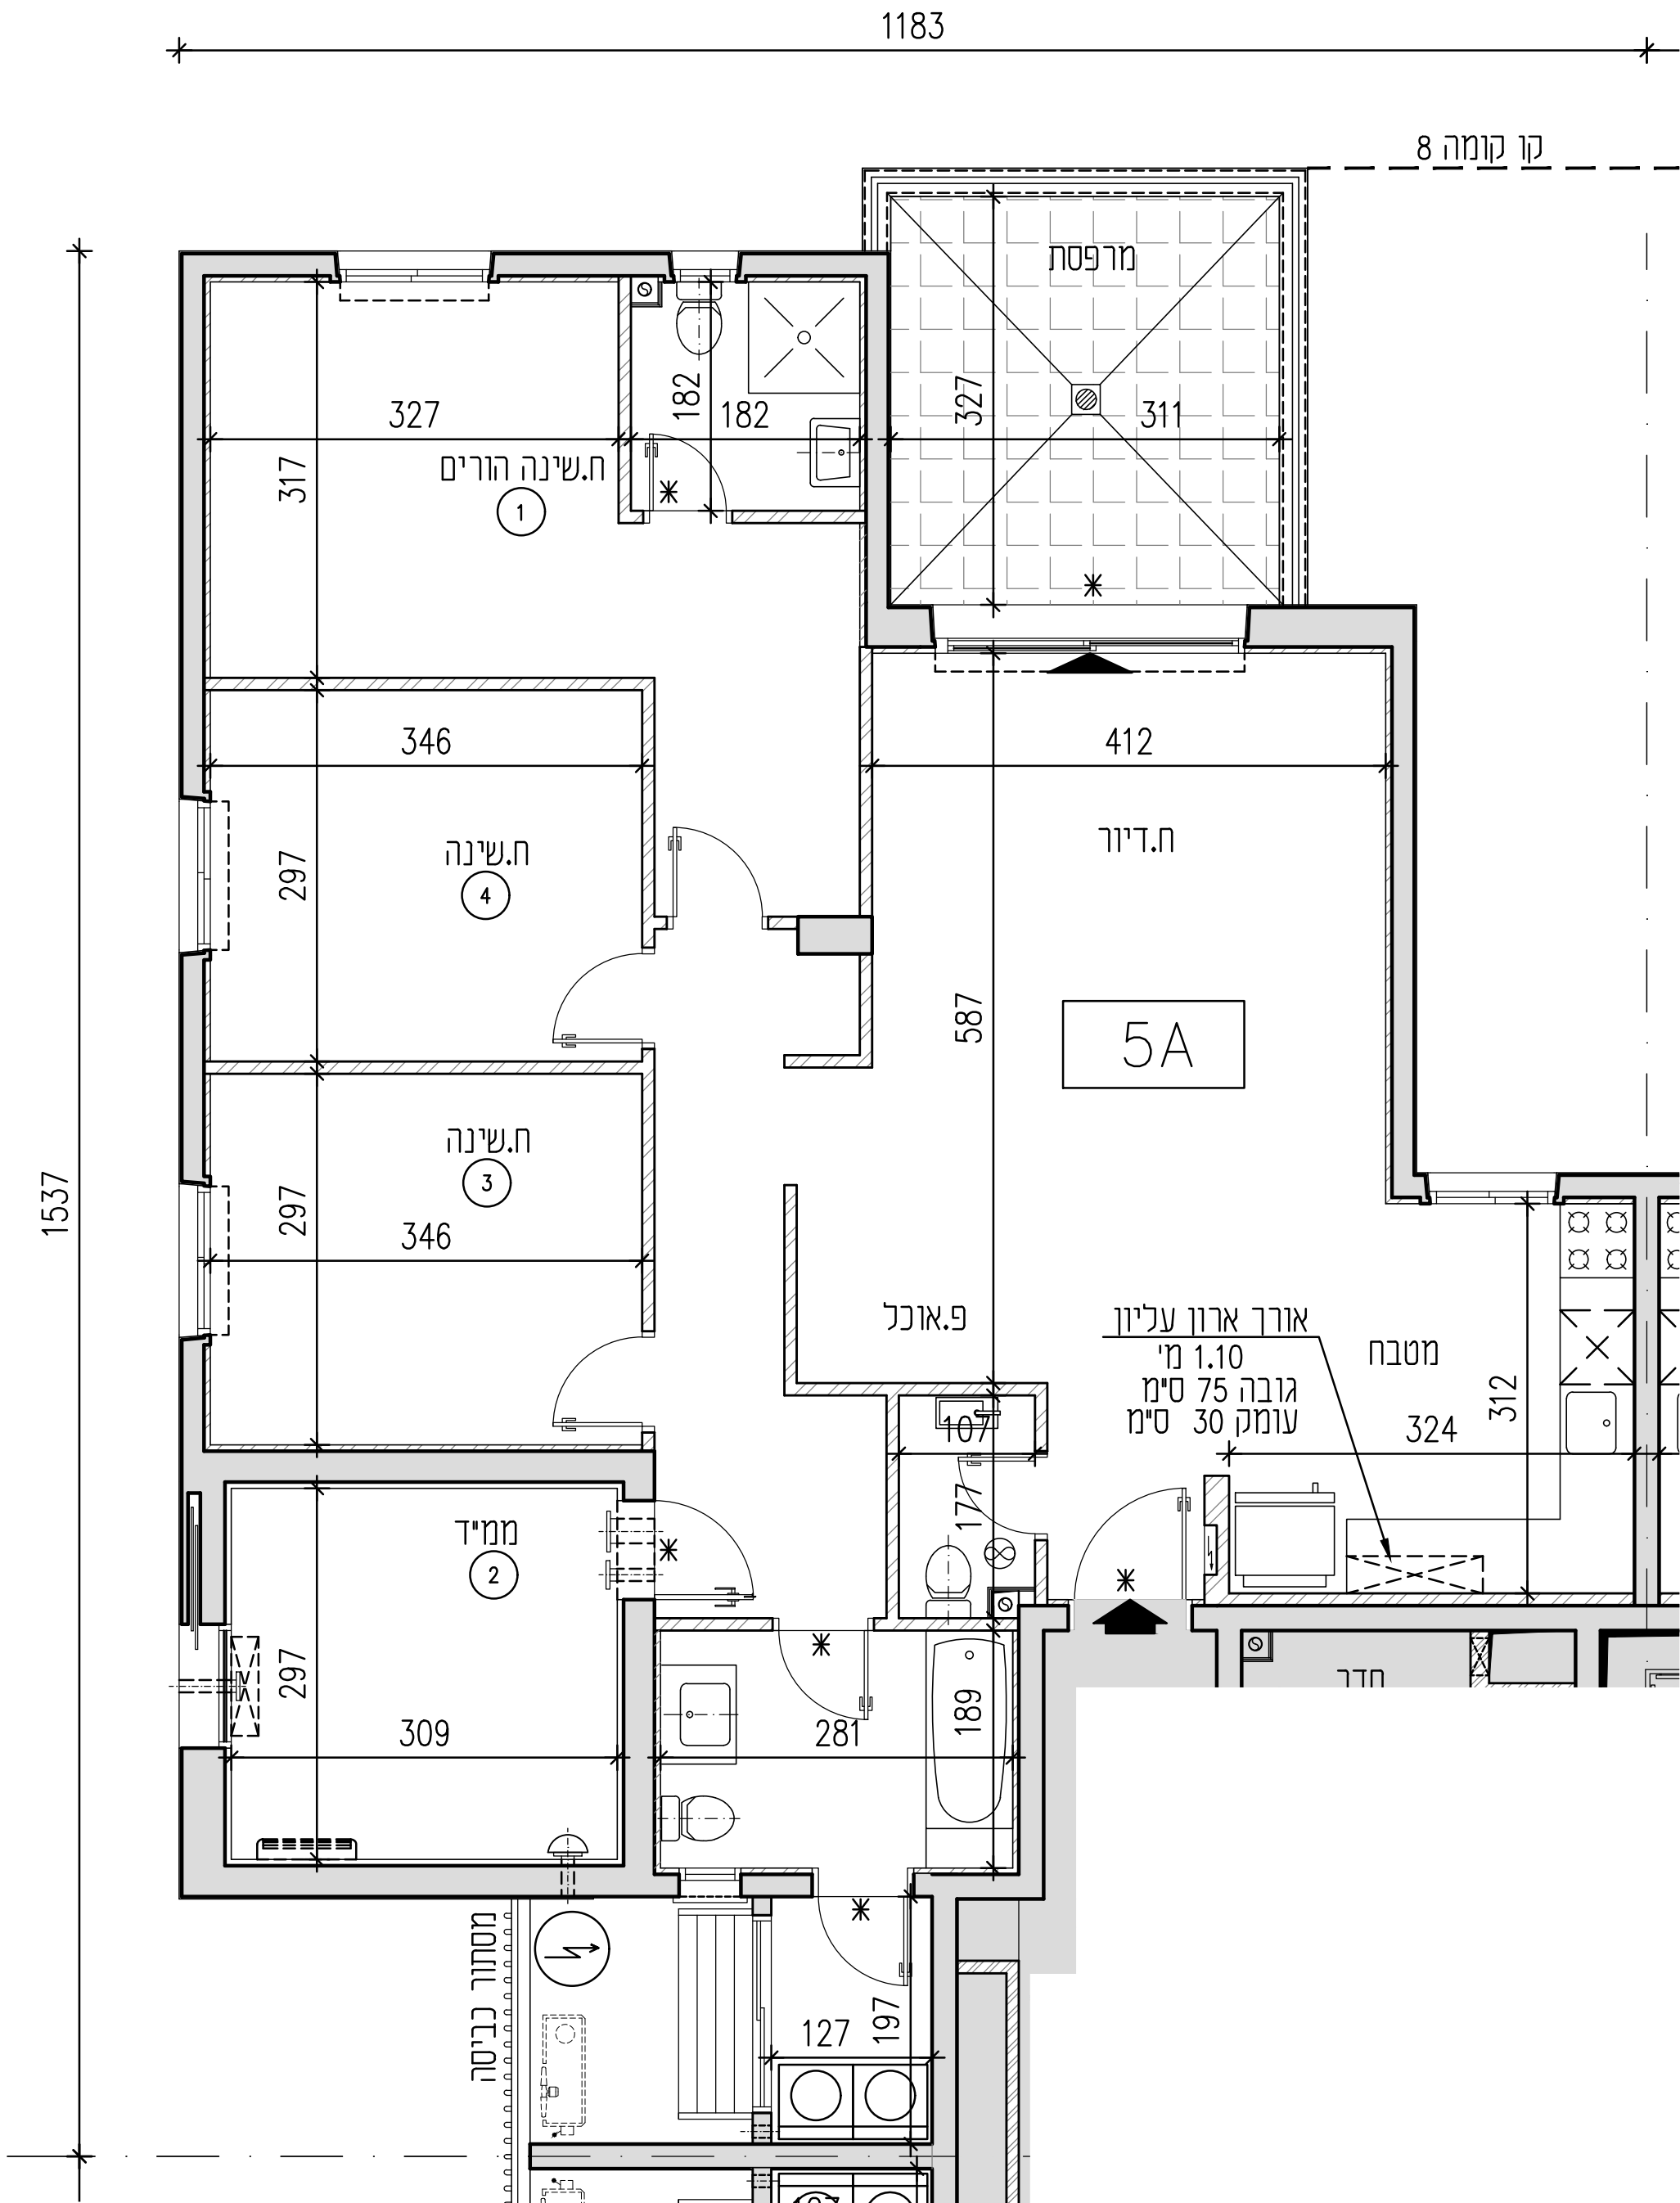 1183
קו קומה 8
מרפסת
327
311
182
182
327
317
ח.שינה הורים
1
346
412
ח.דיור
297
ח.שינה
4
587
5A
1537
297
ח.שינה
3
346
פ.אוכל
אורך ארון עליון
1.10 מ'
גובה 75 ס"מ
עומק 30 ס"מ
מטבח
312
324
107
177
ממ"ד
2
297
309
281
189
חדר
מסתור כביסה
127
197